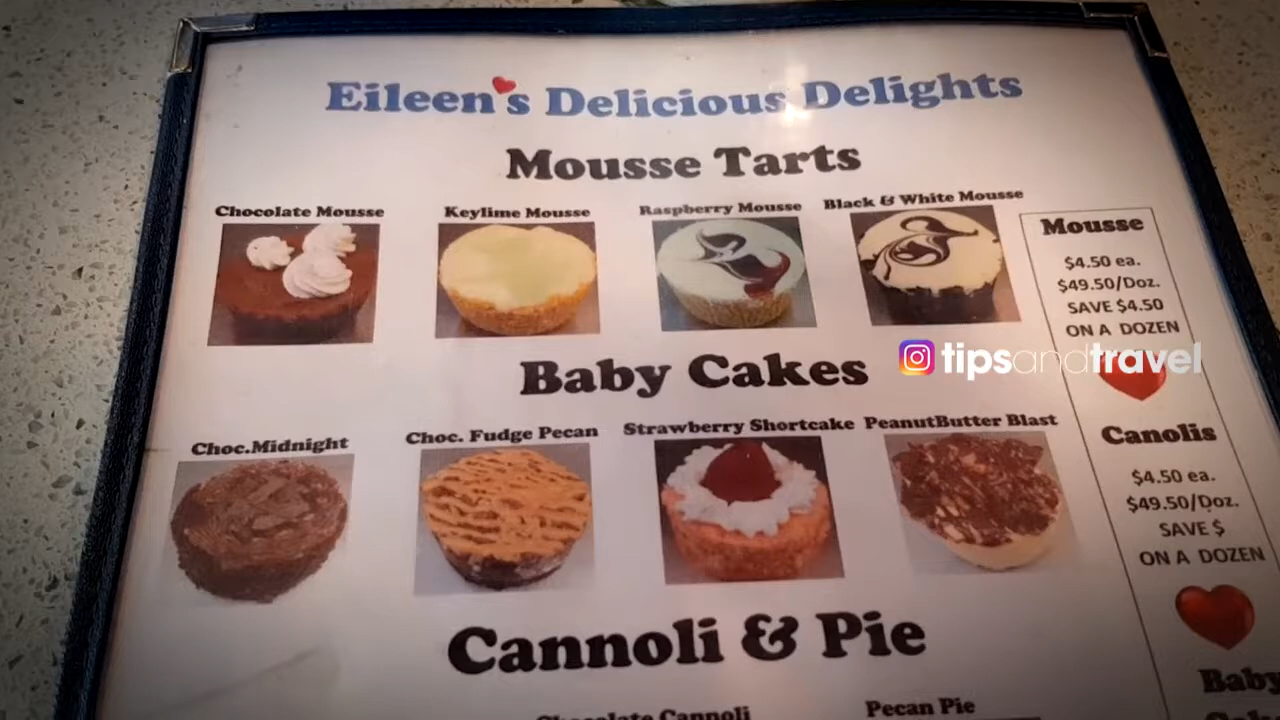 Eileen's Delicious Delights
Mousse Tarts
Chocolate Mousse
Keylime Mousse
Raspberry Mousse
Black & White Mousse
Mousse
$4.50 ea.
$49.50/Doz.
SAVE $4.50
ON A DOZEN
tipsandtravel
Baby Cakes
Choc.Midnight
Choc. Fudge Pecan
Strawberry Shortcake
PeanutButter Blast
Canolis
$4.50 ea.
$49.50/Doz.
SAVE $
ON A DOZEN
Cannoli & Pie
Chocolate Cannoli
Pecan Pie
Baby